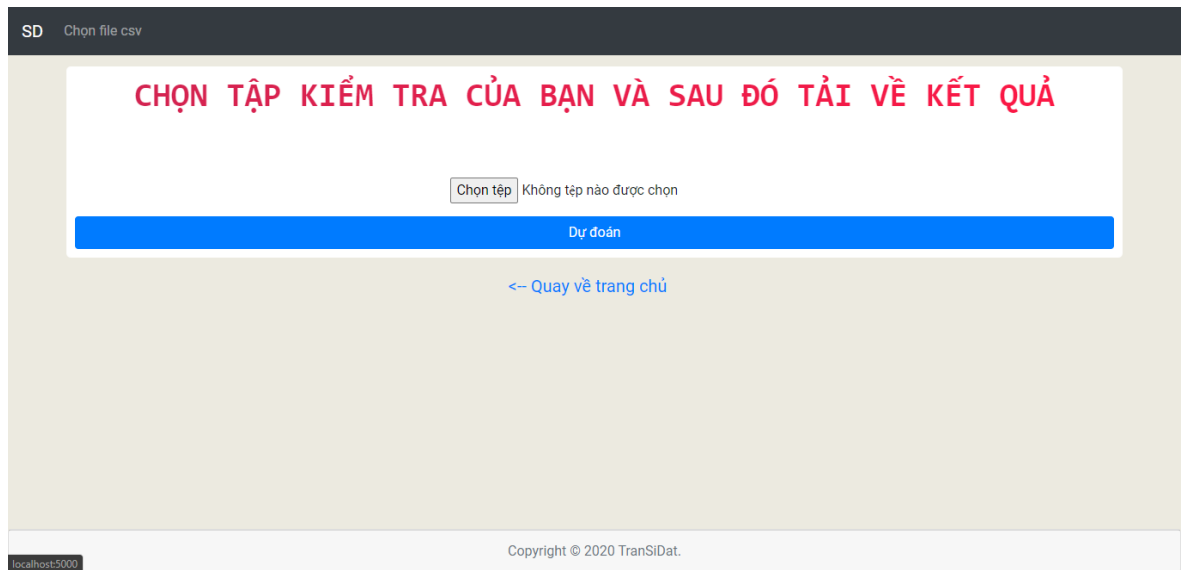 SD Chọn file csv
CHỌN TẬP KIỂM TRA CỦA BẠN VÀ SAU ĐÓ TẢI VỀ KẾT QUẢ
Chọn tệp Không tệp nào được chọn
Dự đoán
<-- Quay về trang chủ
Copyright © 2020 TranSiDat.
localhost:5000